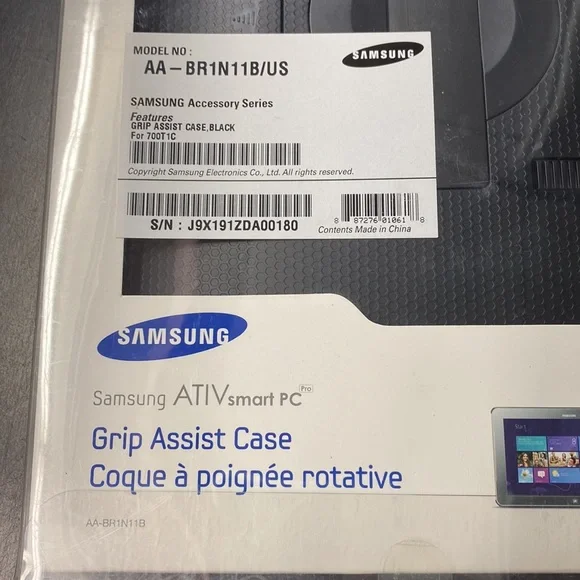 MODEL NO :
SAMSUNG
AA-BR1N11B/US
SAMSUNG Accessory Series
Features
GRIP ASSIST CASE,BLACK
For 700T1C
Copyright Samsung Electronics Co., Ltd. All rights reserved.
S/N : J9X191ZDA00180
8 87276 01061 8
Contents Made in China
SAMSUNG
Samsung ATIV smart PC Pro
Grip Assist Case
Coque à poignée rotative
AA-BR1N11B
Start